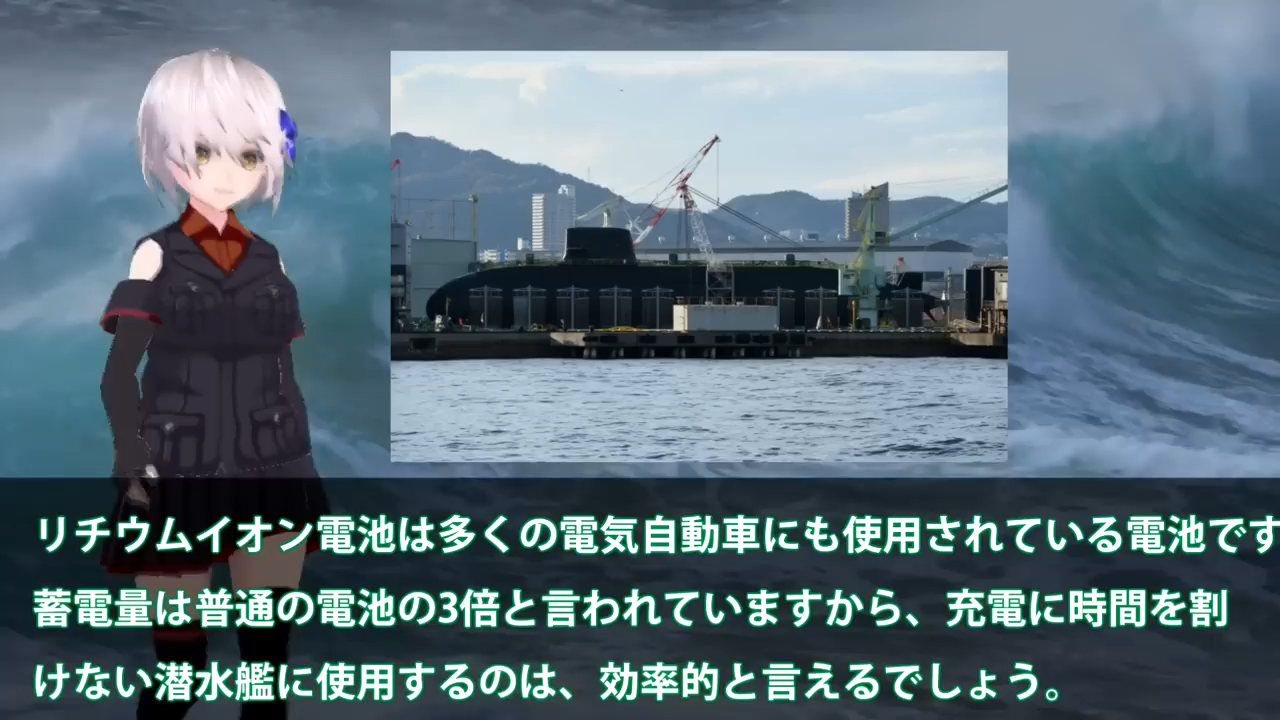 リチウムイオン電池は多くの電気自動車にも使用されている電池です
蓄電量は普通の電池の3倍と言われていますから、充電に時間を割
けない潜水艦に使用するのは、効率的と言えるでしょう。